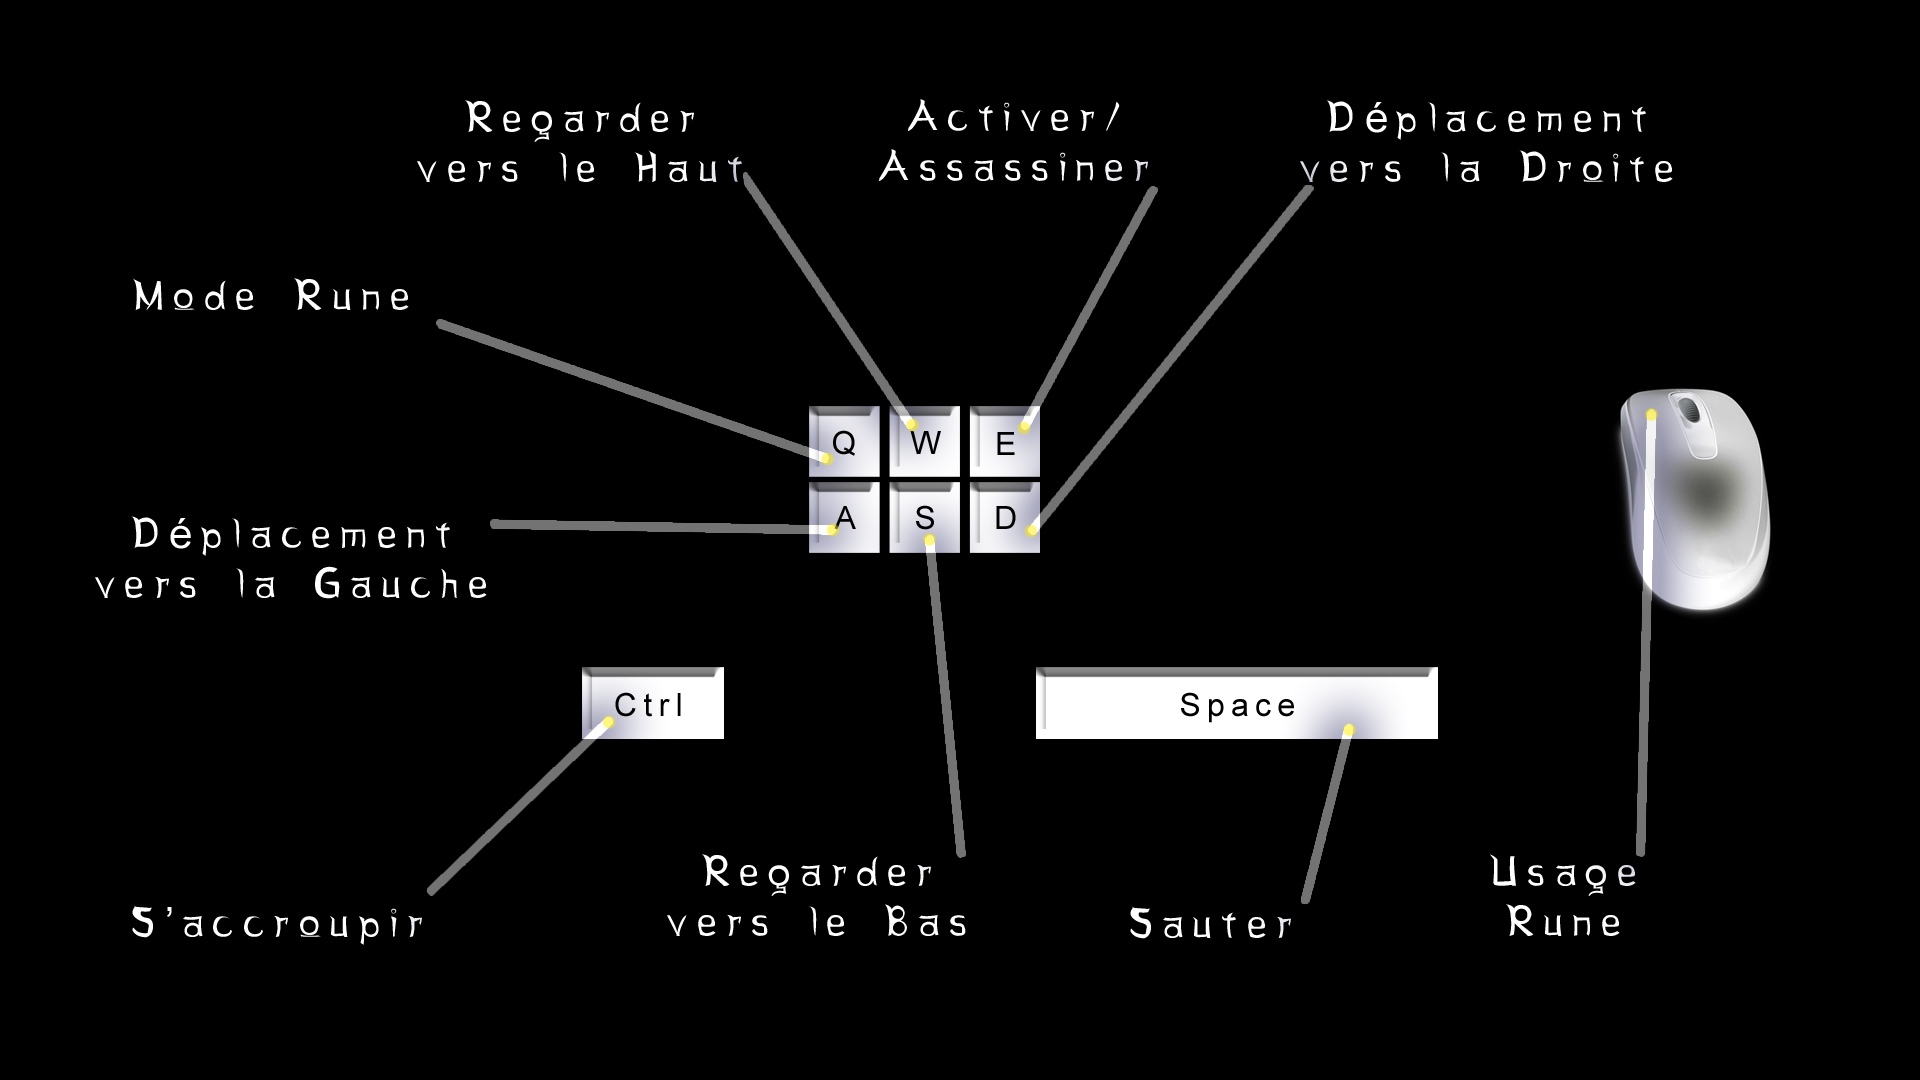 Regarder
vers le Haut
Activer/
Assassiner
Déplacement
vers la Droite
Mode Rune
Q W E
A S D
Déplacement
vers la Gauche
Ctrl
Space
S'accroupir
Regarder
vers le Bas
Sauter
Usage
Rune